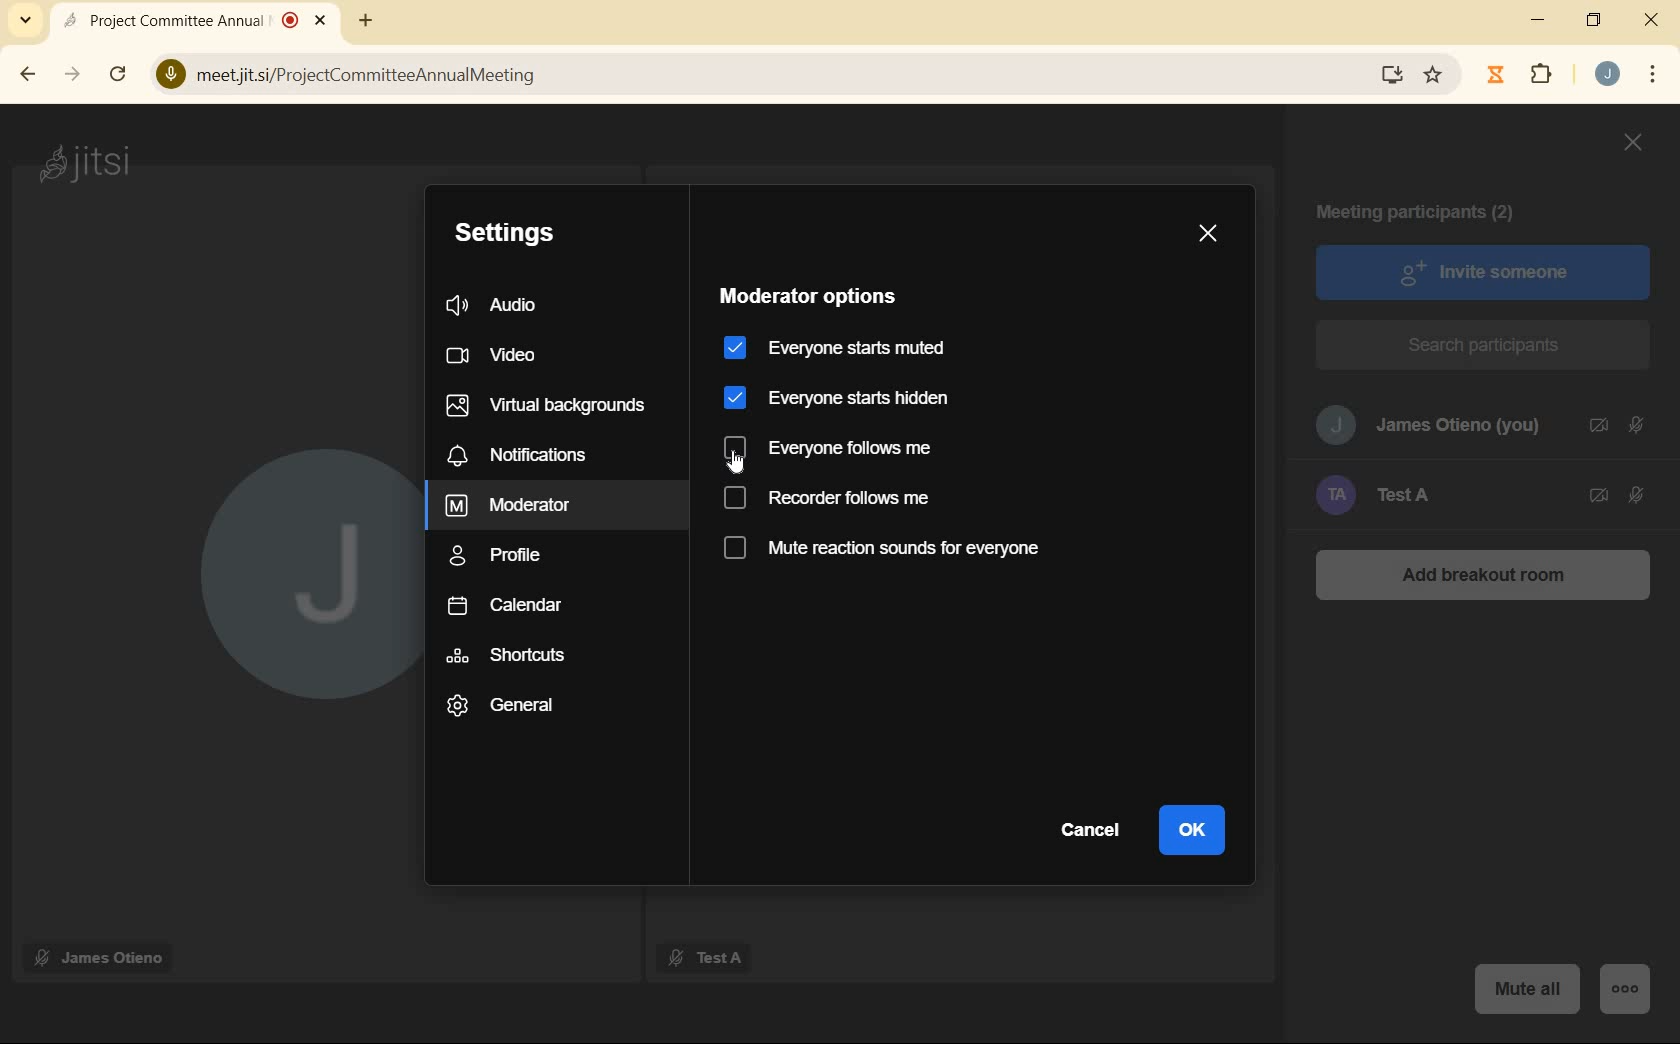 Project Committee Annual
meet.jit.si/ProjectCommitteeAnnualMeeting
J
jitsi
Meeting participants (2)
Invite someone
Search participants
J James Otieno (you)
TA Test A
Add breakout room
Mute all
Settings
Audio
Video
Virtual backgrounds
Notifications
M Moderator
Profile
Calendar
Shortcuts
General
Moderator options
Everyone starts muted
Everyone starts hidden
Everyone follows me
Recorder follows me
Mute reaction sounds for everyone
Cancel
OK
J
James Otieno
Test A